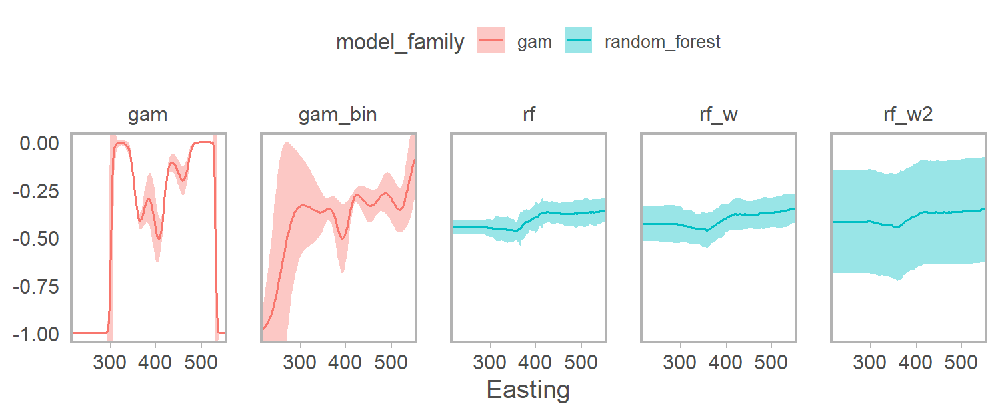 model_family gam random_forest
gam gam_bin rf rf_w rf_w2
0.00
-0.25
-0.50
-0.75
-1.00
300 400 500 300 400 500 300 400 500 300 400 500 300 400 500
Easting